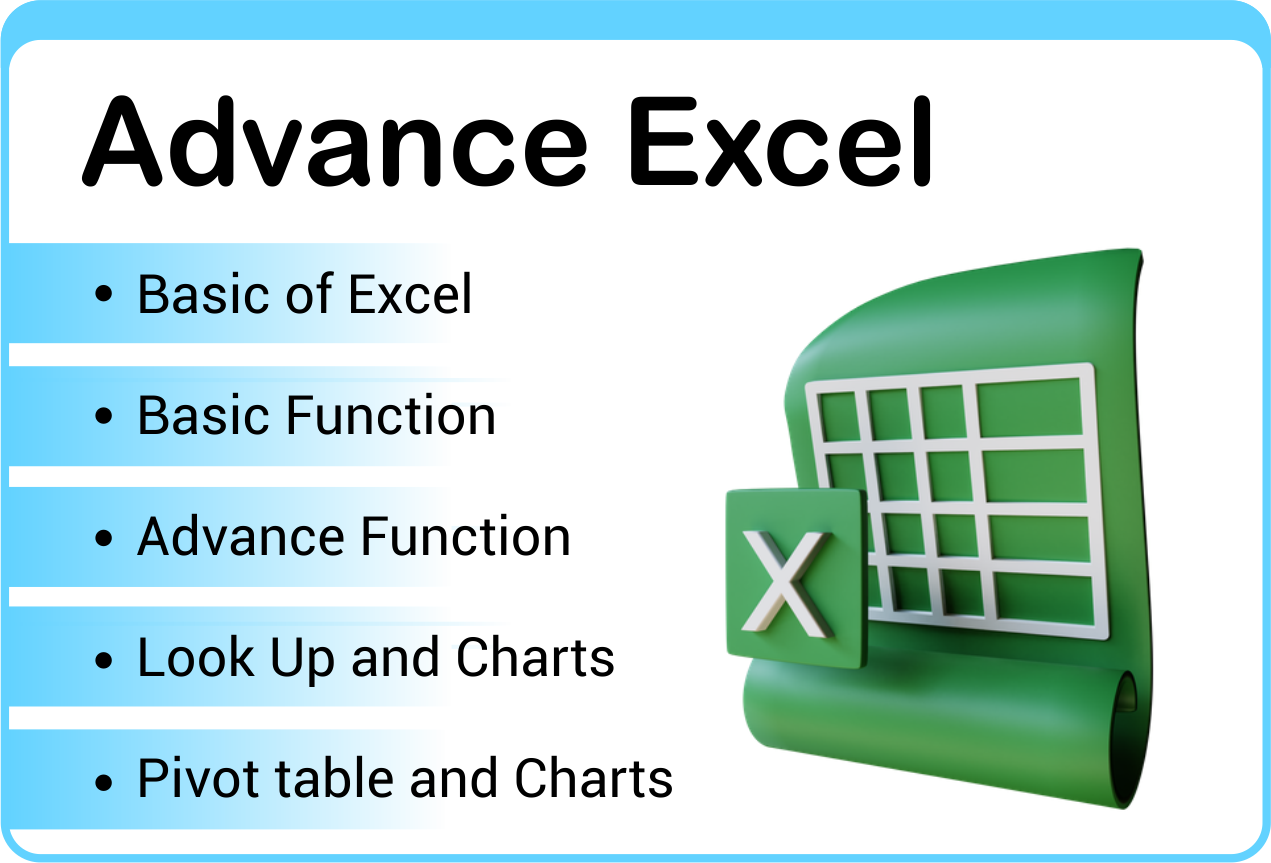 Advance Excel
• Basic of Excel
• Basic Function
• Advance Function
• Look Up and Charts
• Pivot table and Charts
X